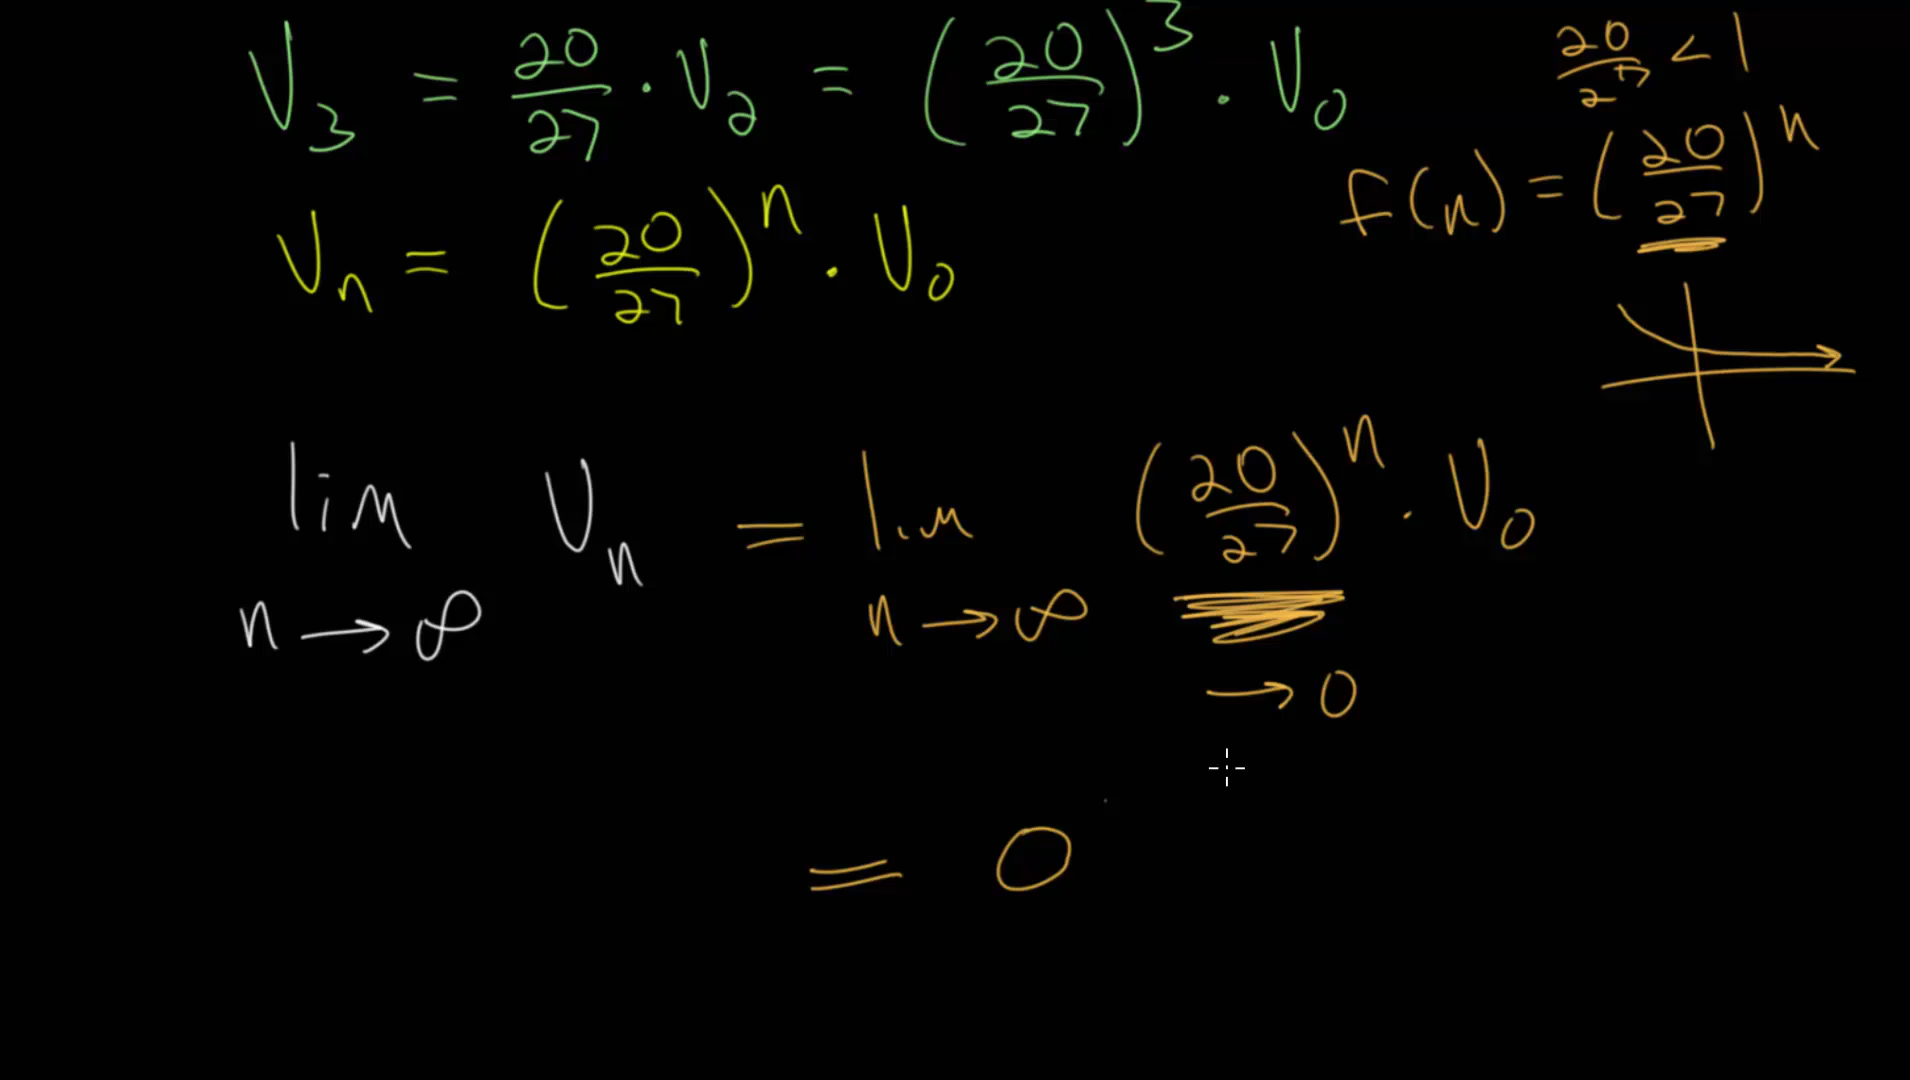 V₃ = 20/27 · V₂ = (20/27)³ · V₀
20/27 < 1
f(n) = (20/27)ⁿ
Vₙ = (20/27)ⁿ · V₀
lim n→∞ Vₙ = lim n→∞ (20/27)ⁿ · V₀
→ 0
= 0